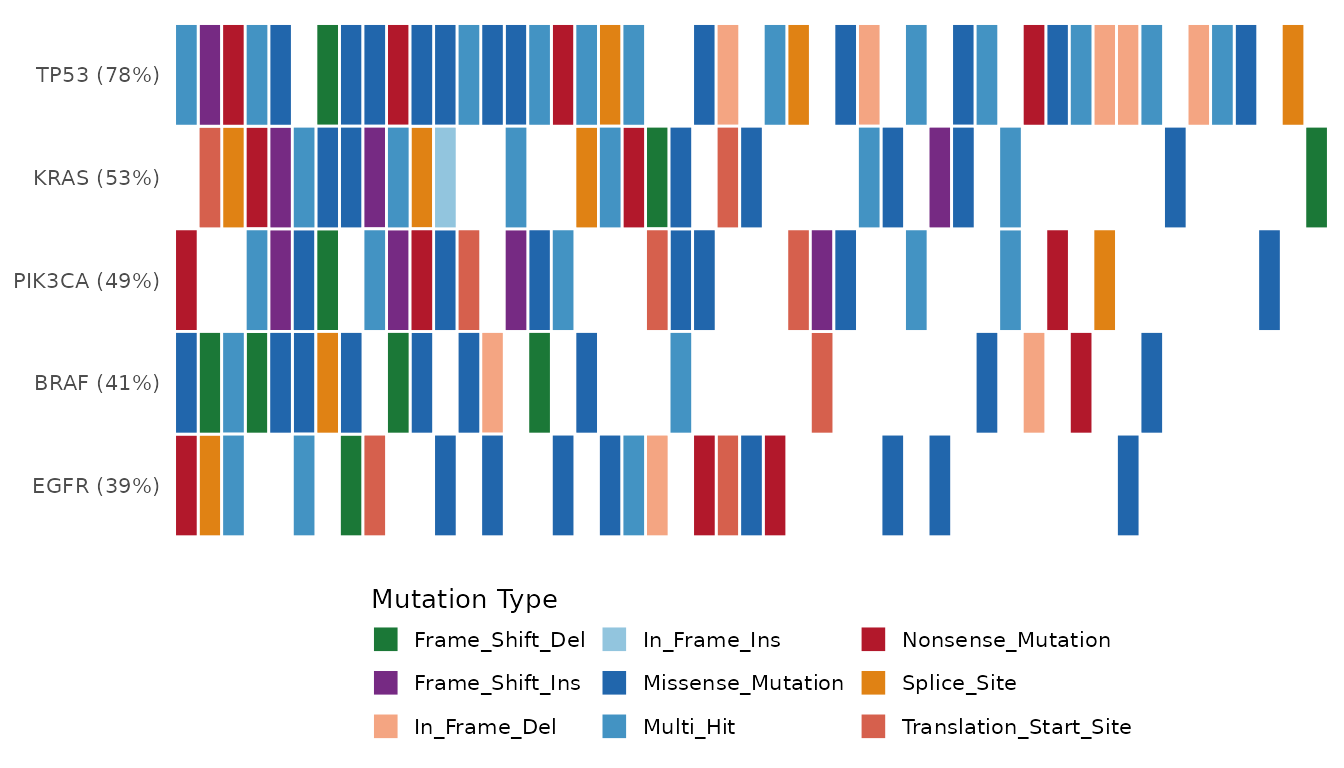 TP53 (78%)
KRAS (53%)
PIK3CA (49%)
BRAF (41%)
EGFR (39%)
Mutation Type
Frame_Shift_Del
In_Frame_Ins
Nonsense_Mutation
Frame_Shift_Ins
Missense_Mutation
Splice_Site
In_Frame_Del
Multi_Hit
Translation_Start_Site